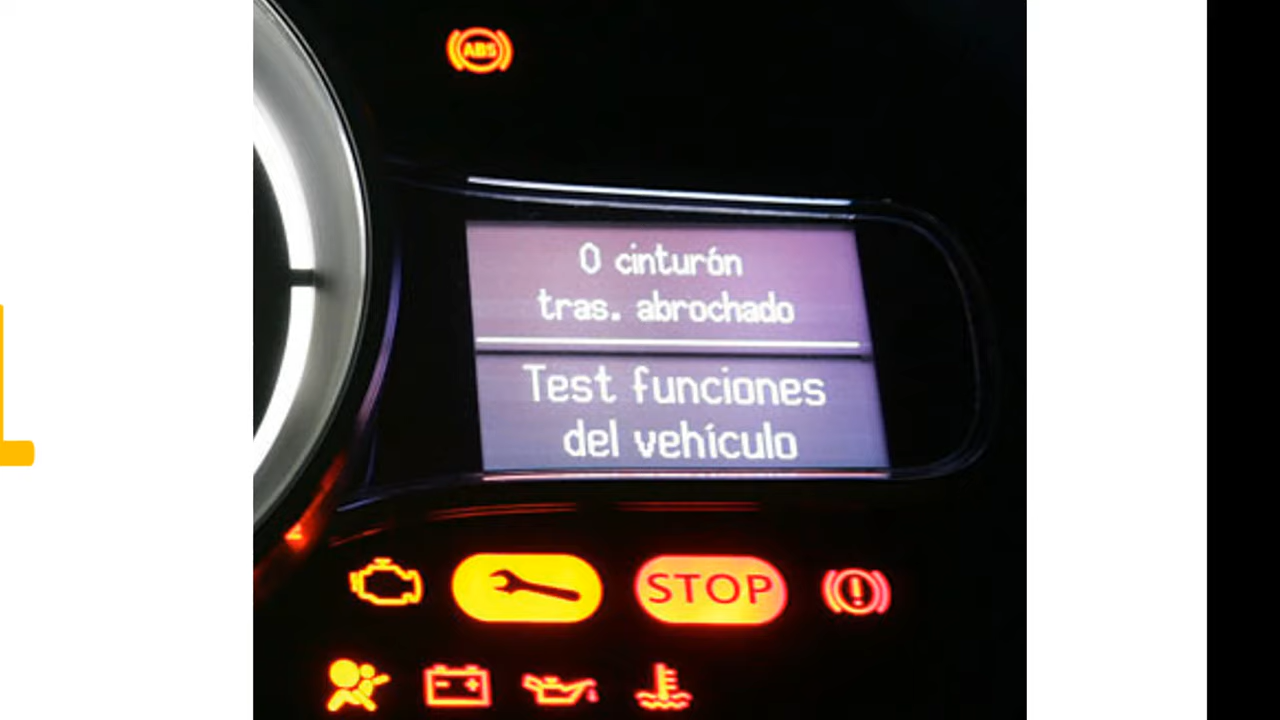 ABS
0 cinturón
tras. abrochado
Test funciones
del vehículo
STOP